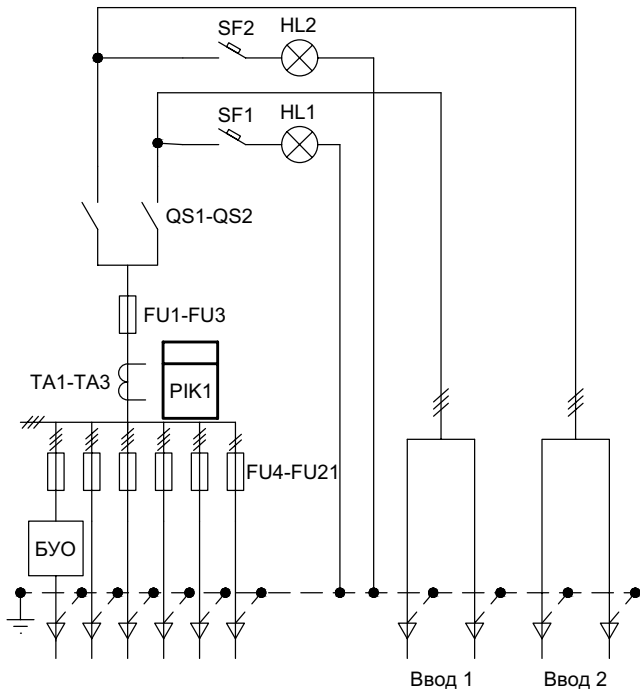 SF2 HL2
SF1 HL1
QS1-QS2
FU1-FU3
TA1-TA3
PIK1
FU4-FU21
БУО
Ввод 1 Ввод 2